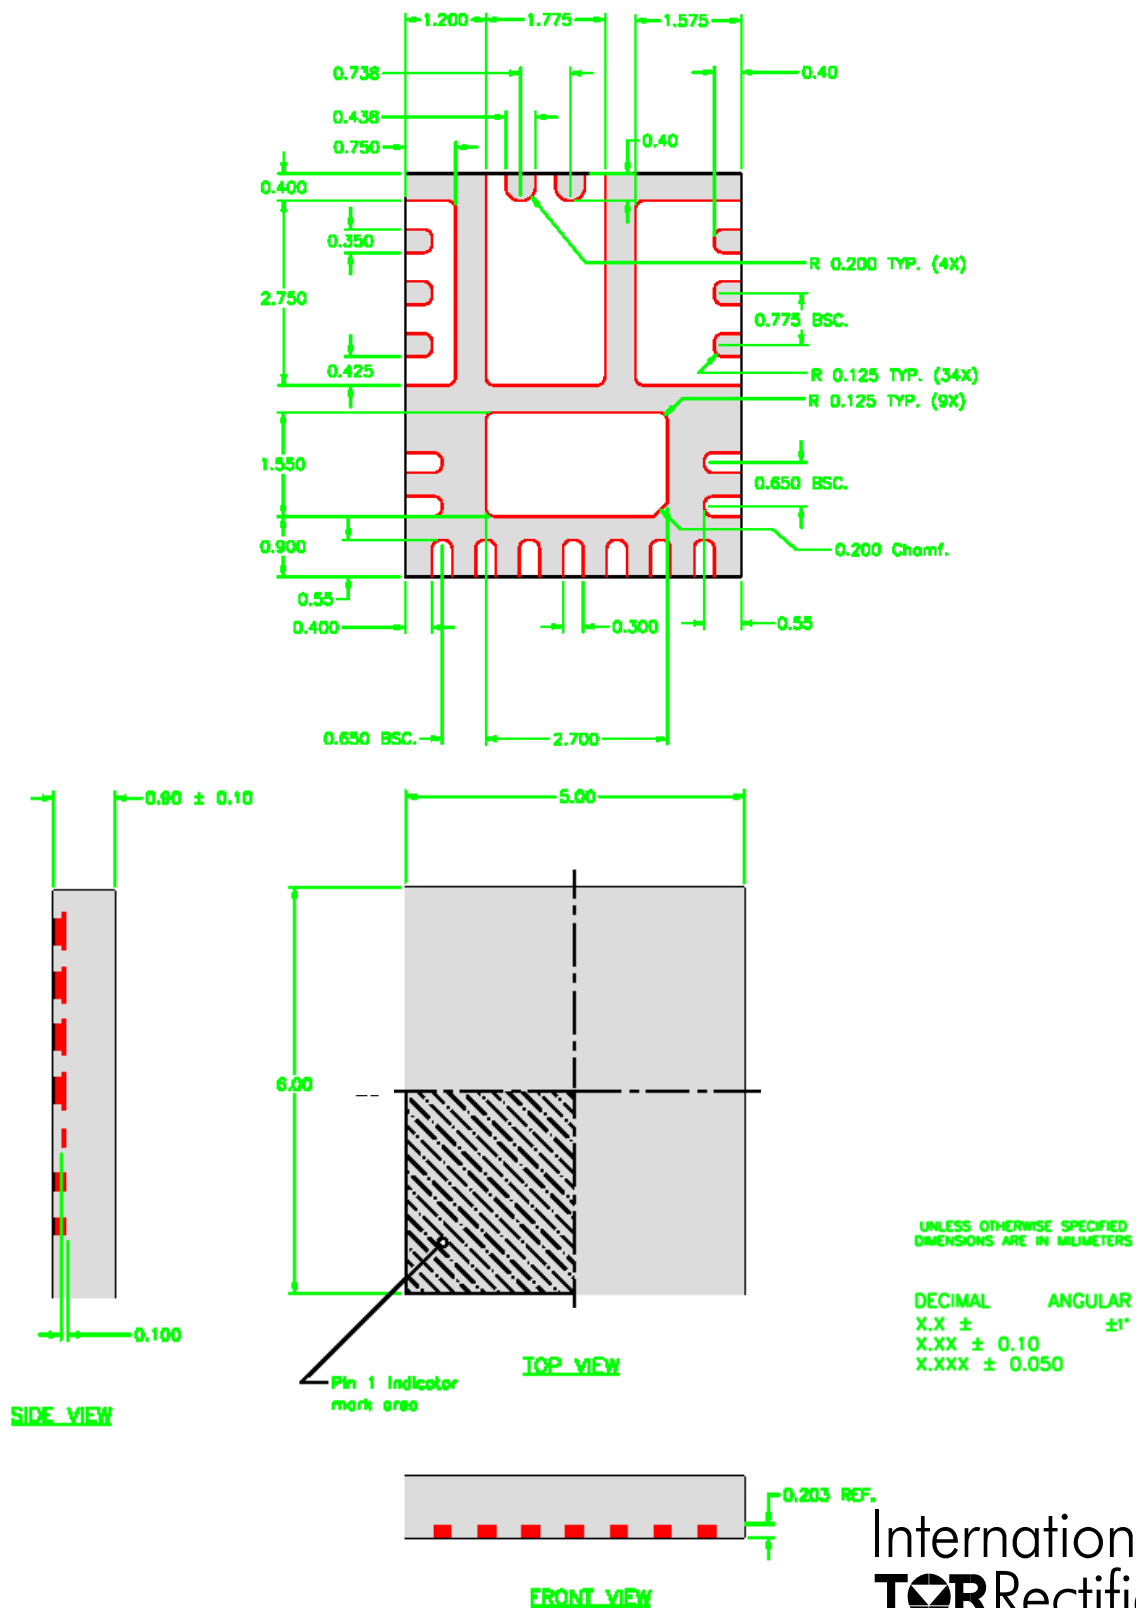 1.200 1.775 1.575
0.738 0.40
0.438
0.750 0.40
0.400
0.350
R 0.200 TYP. (4X)
2.750
0.775 BSC.
0.425
R 0.125 TYP. (34X)
R 0.125 TYP. (9X)
1.550
0.650 BSC.
0.900
0.200 Chamf.
0.55
0.400 0.300 0.55
0.650 BSC. 2.700
0.90 ± 0.10 5.00
6.00
UNLESS OTHERWISE SPECIFIED
DIMENSIONS ARE IN MILIMETERS
DECIMAL ANGULAR
X.X ± ±1°
X.XX ± 0.10
X.XXX ± 0.050
0.100
TOP VIEW
Pin 1 indicator
mark area
SIDE VIEW
0.203 REF.
Internation
TOR Rectifi
FRONT VIEW